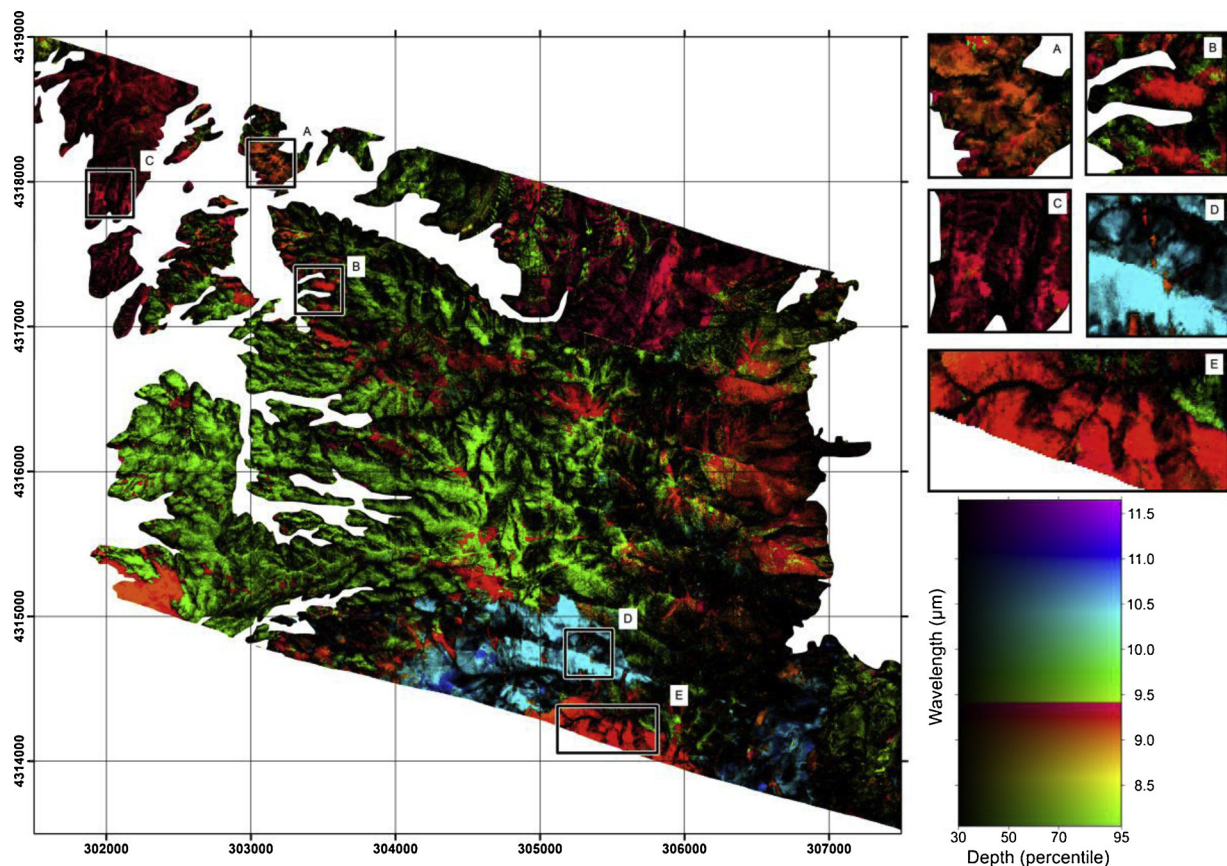 4319000
4318000
4317000
4316000
4315000
4314000
302000 303000 304000 305000 306000 307000
A
B
C
D
E
A
B
C
D
E
Wavelength (µm)
11.5
11.0
10.5
10.0
9.5
9.0
8.5
30 50 70 95
Depth (percentile)